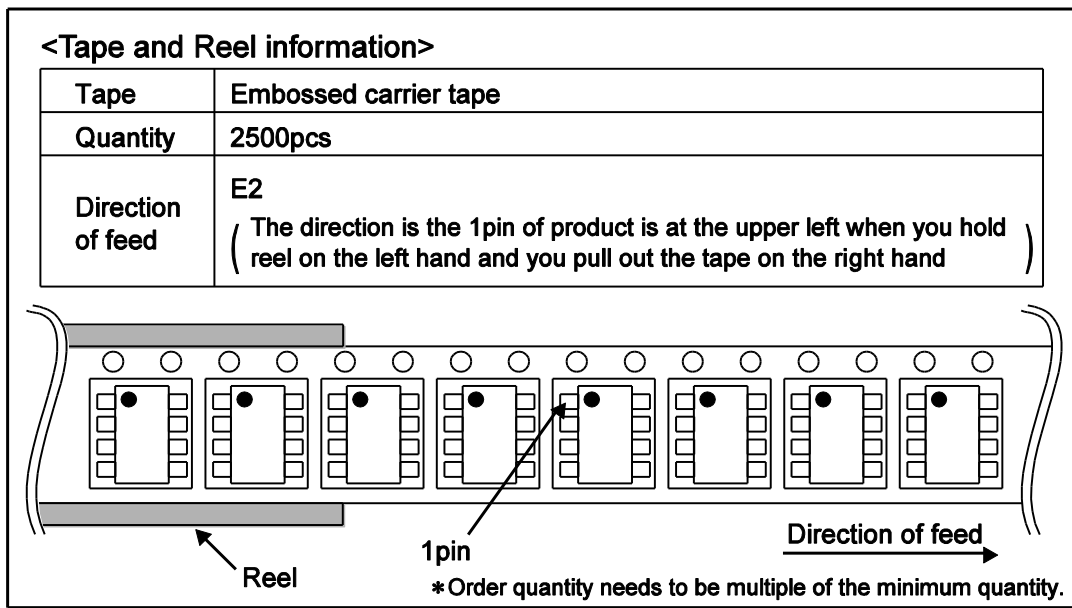 <Tape and Reel information>
Tape Embossed carrier tape
Quantity 2500pcs
Direction of feed
E2
( The direction is the 1pin of product is at the upper left when you hold
reel on the left hand and you pull out the tape on the right hand )
1pin
Reel
Direction of feed
*Order quantity needs to be multiple of the minimum quantity.